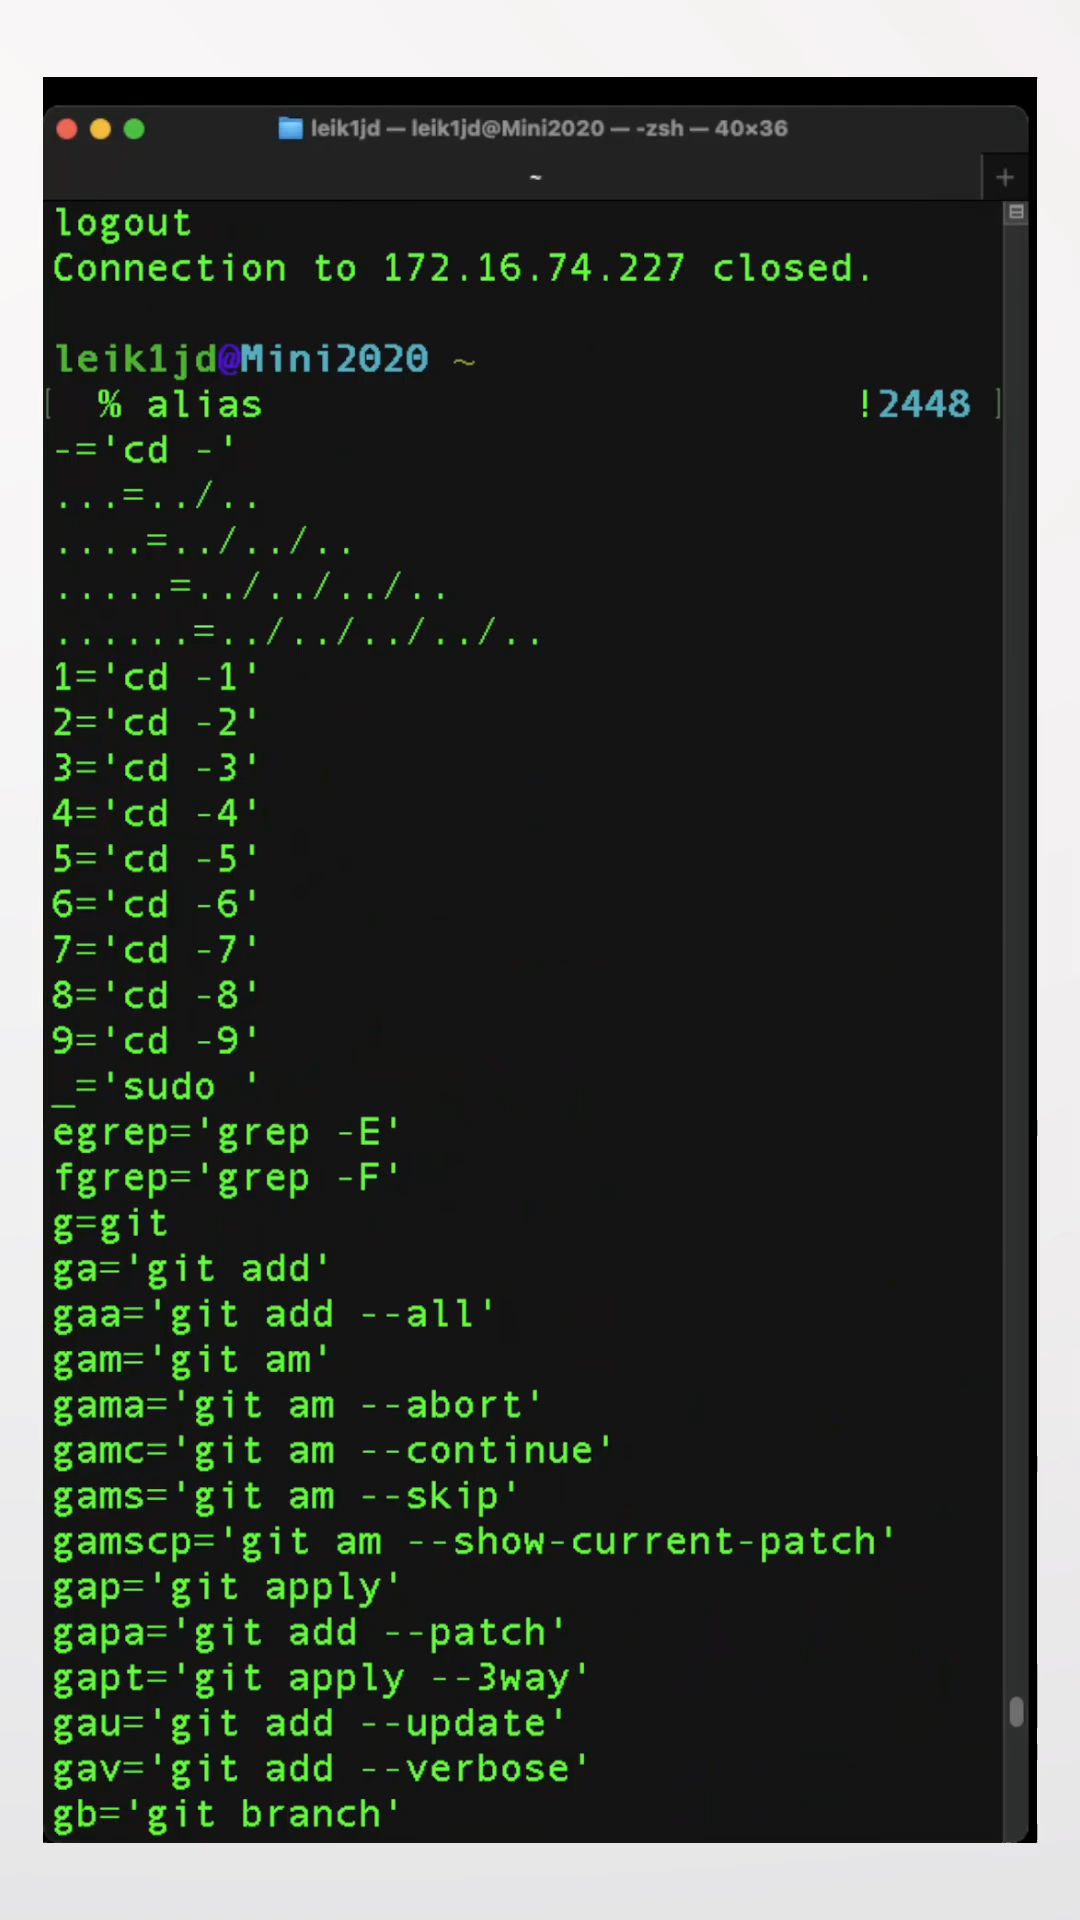 leik1jd — leik1jd@Mini2020 — -zsh — 40×36
~
+
logout
Connection to 172.16.74.227 closed.
leik1jd@Mini2020 ~
[ % alias !2448 ]
-='cd -'
...=../..
....=../../..
.....=../../../..
......=../../../../..
1='cd -1'
2='cd -2'
3='cd -3'
4='cd -4'
5='cd -5'
6='cd -6'
7='cd -7'
8='cd -8'
9='cd -9'
_='sudo '
egrep='grep -E'
fgrep='grep -F'
g=git
ga='git add'
gaa='git add --all'
gam='git am'
gama='git am --abort'
gamc='git am --continue'
gams='git am --skip'
gamscp='git am --show-current-patch'
gap='git apply'
gapa='git add --patch'
gapt='git apply --3way'
gau='git add --update'
gav='git add --verbose'
gb='git branch'